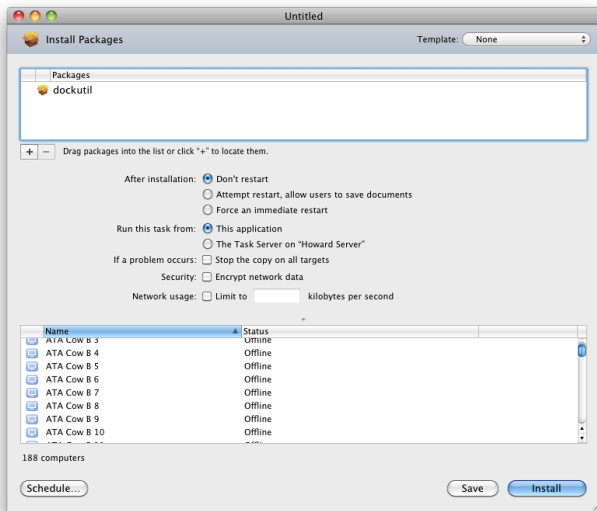 Untitled
Install Packages
Template: None
Packages
dockutil
+ - Drag packages into the list or click "+" to locate them.
After installation: Don't restart
Attempt restart, allow users to save documents
Force an immediate restart
Run this task from: This application
The Task Server on "Howard Server"
If a problem occurs: Stop the copy on all targets
Security: Encrypt network data
Network usage: Limit to kilobytes per second
Name Status
ATA Cow B 3 Offline
ATA Cow B 4 Offline
ATA Cow B 5 Offline
ATA Cow B 6 Offline
ATA Cow B 7 Offline
ATA Cow B 8 Offline
ATA Cow B 9 Offline
ATA Cow B 10 Offline
188 computers
Schedule... Save Install